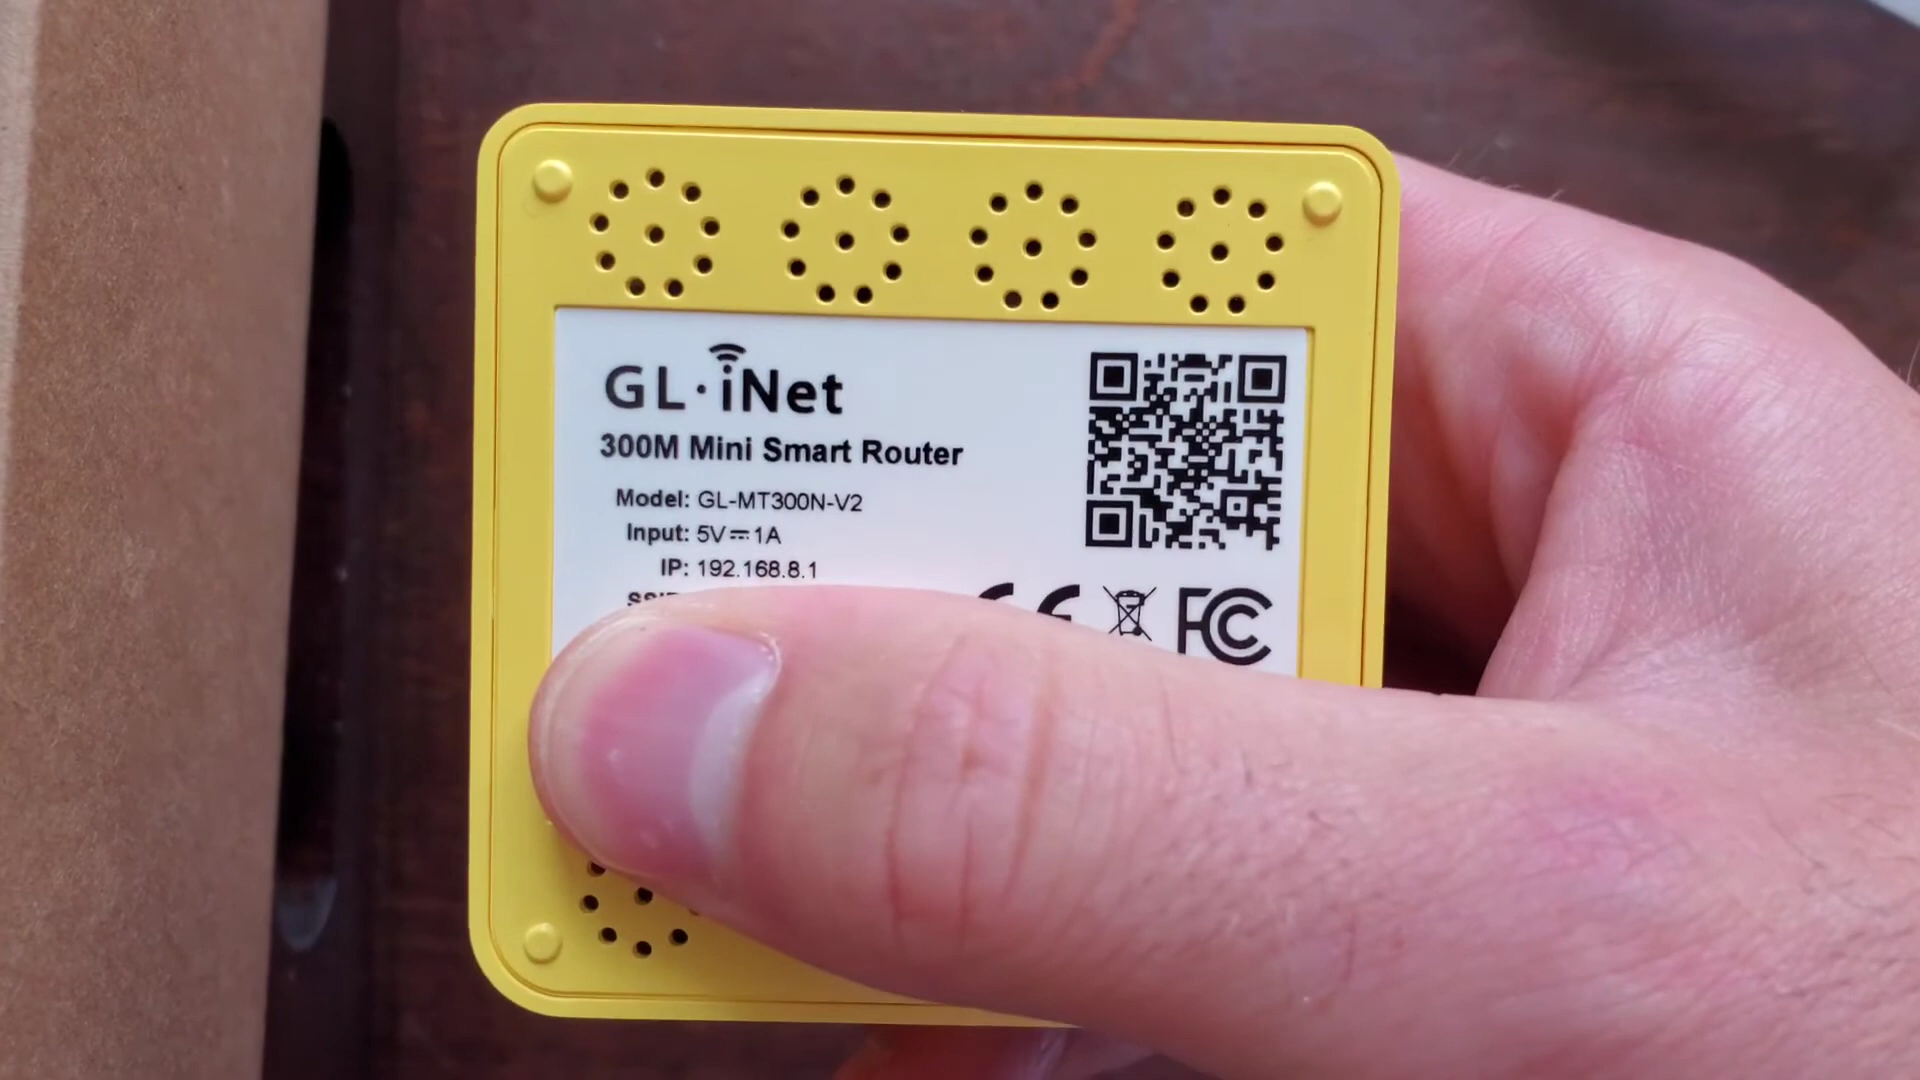 GL·iNet
300M Mini Smart Router
Model: GL-MT300N-V2
Input: 5V⎓1A
IP: 192.168.8.1
CE FC